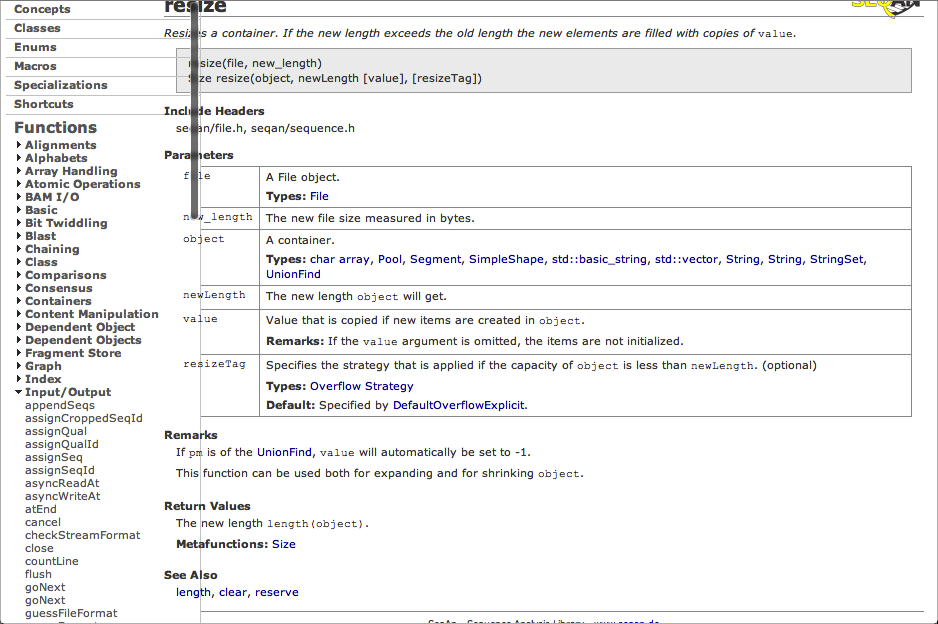 Concepts
Classes
Enums
Macros
Specializations
Shortcuts
Functions
Alignments
Alphabets
Array Handling
Atomic Operations
BAM I/O
Basic
Bit Twiddling
Blast
Chaining
Class
Comparisons
Consensus
Containers
Content Manipulation
Dependent Object
Dependent Objects
Fragment Store
Graph
Index
Input/Output
appendSeqs
assignCroppedSeqId
assignQual
assignQualId
assignSeq
assignSeqId
asyncReadAt
asyncWriteAt
atEnd
cancel
checkStreamFormat
close
countLine
flush
goNext
goNext
guessFileFormat
resize
SEQAN
Resizes a container. If the new length exceeds the old length the new elements are filled with copies of value.
resize(file, new_length)
Size resize(object, newLength [value], [resizeTag])
Include Headers
seqan/file.h, seqan/sequence.h
Parameters
file
A File object.
Types: File
new_length
The new file size measured in bytes.
object
A container.
Types: char array, Pool, Segment, SimpleShape, std::basic_string, std::vector, String, String, StringSet,
UnionFind
newLength
The new length object will get.
value
Value that is copied if new items are created in object.
Remarks: If the value argument is omitted, the items are not initialized.
resizeTag
Specifies the strategy that is applied if the capacity of object is less than newLength. (optional)
Types: Overflow Strategy
Default: Specified by DefaultOverflowExplicit.
Remarks
If pm is of the UnionFind, value will automatically be set to -1.
This function can be used both for expanding and for shrinking object.
Return Values
The new length length(object).
Metafunctions: Size
See Also
length, clear, reserve
SeqAn - Sequence Analysis Library - www.seqan.de